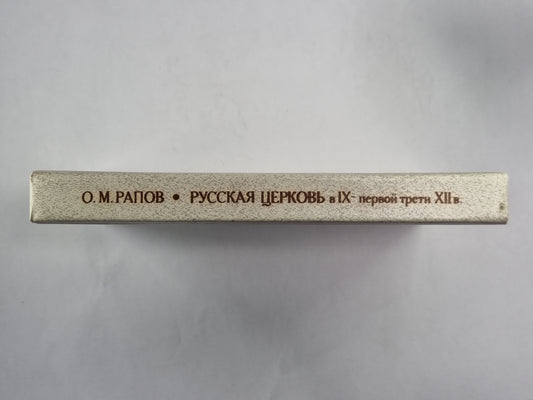 О. М. РАПОВ • РУССКАЯ ЦЕРКОВЬ в IX– первой трети XII в.